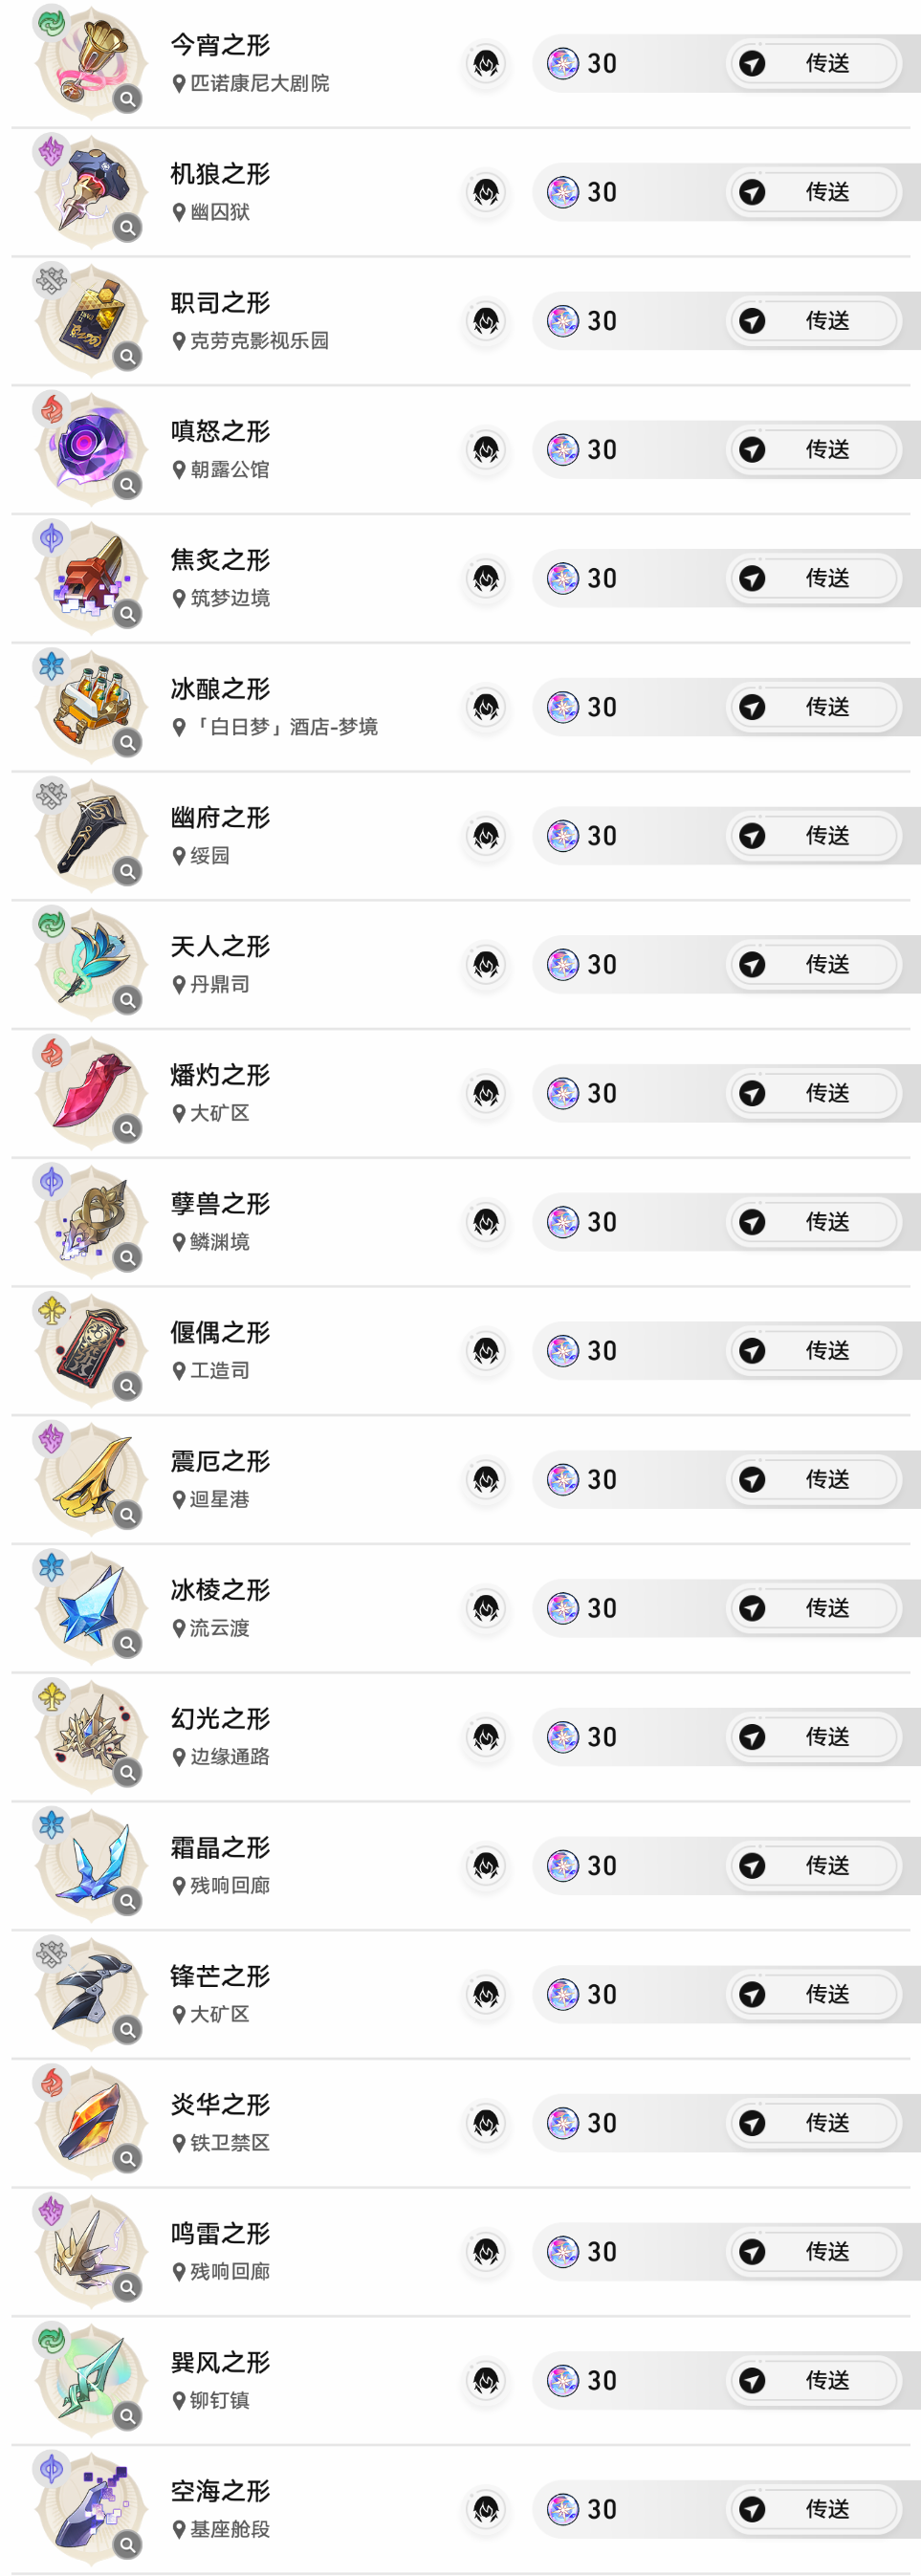 今宵之形
匹诺康尼大剧院
30
传送
机狼之形
幽囚狱
30
传送
职司之形
克劳克影视乐园
30
传送
嗔怒之形
朝露公馆
30
传送
焦炙之形
筑梦边境
30
传送
冰酿之形
「白日梦」酒店-梦境
30
传送
幽府之形
绥园
30
传送
天人之形
丹鼎司
30
传送
燔灼之形
大矿区
30
传送
孽兽之形
鳞渊境
30
传送
偃偶之形
工造司
30
传送
震厄之形
迴星港
30
传送
冰棱之形
流云渡
30
传送
幻光之形
边缘通路
30
传送
霜晶之形
残响回廊
30
传送
锋芒之形
大矿区
30
传送
炎华之形
铁卫禁区
30
传送
鸣雷之形
残响回廊
30
传送
巽风之形
铆钉镇
30
传送
空海之形
基座舱段
30
传送